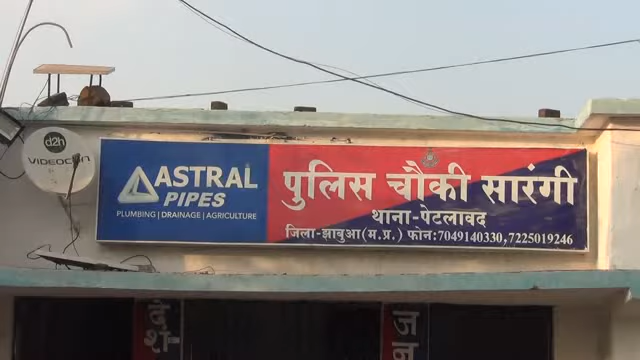 d2h
VIDEOCON
ASTRAL
PIPES
PLUMBING | DRAINAGE | AGRICULTURE
पुलिस चौकी सारंगी
थाना-पेटलावद
जिला-झाबुआ(म.प्र.) फोन:7049140330,7225019246